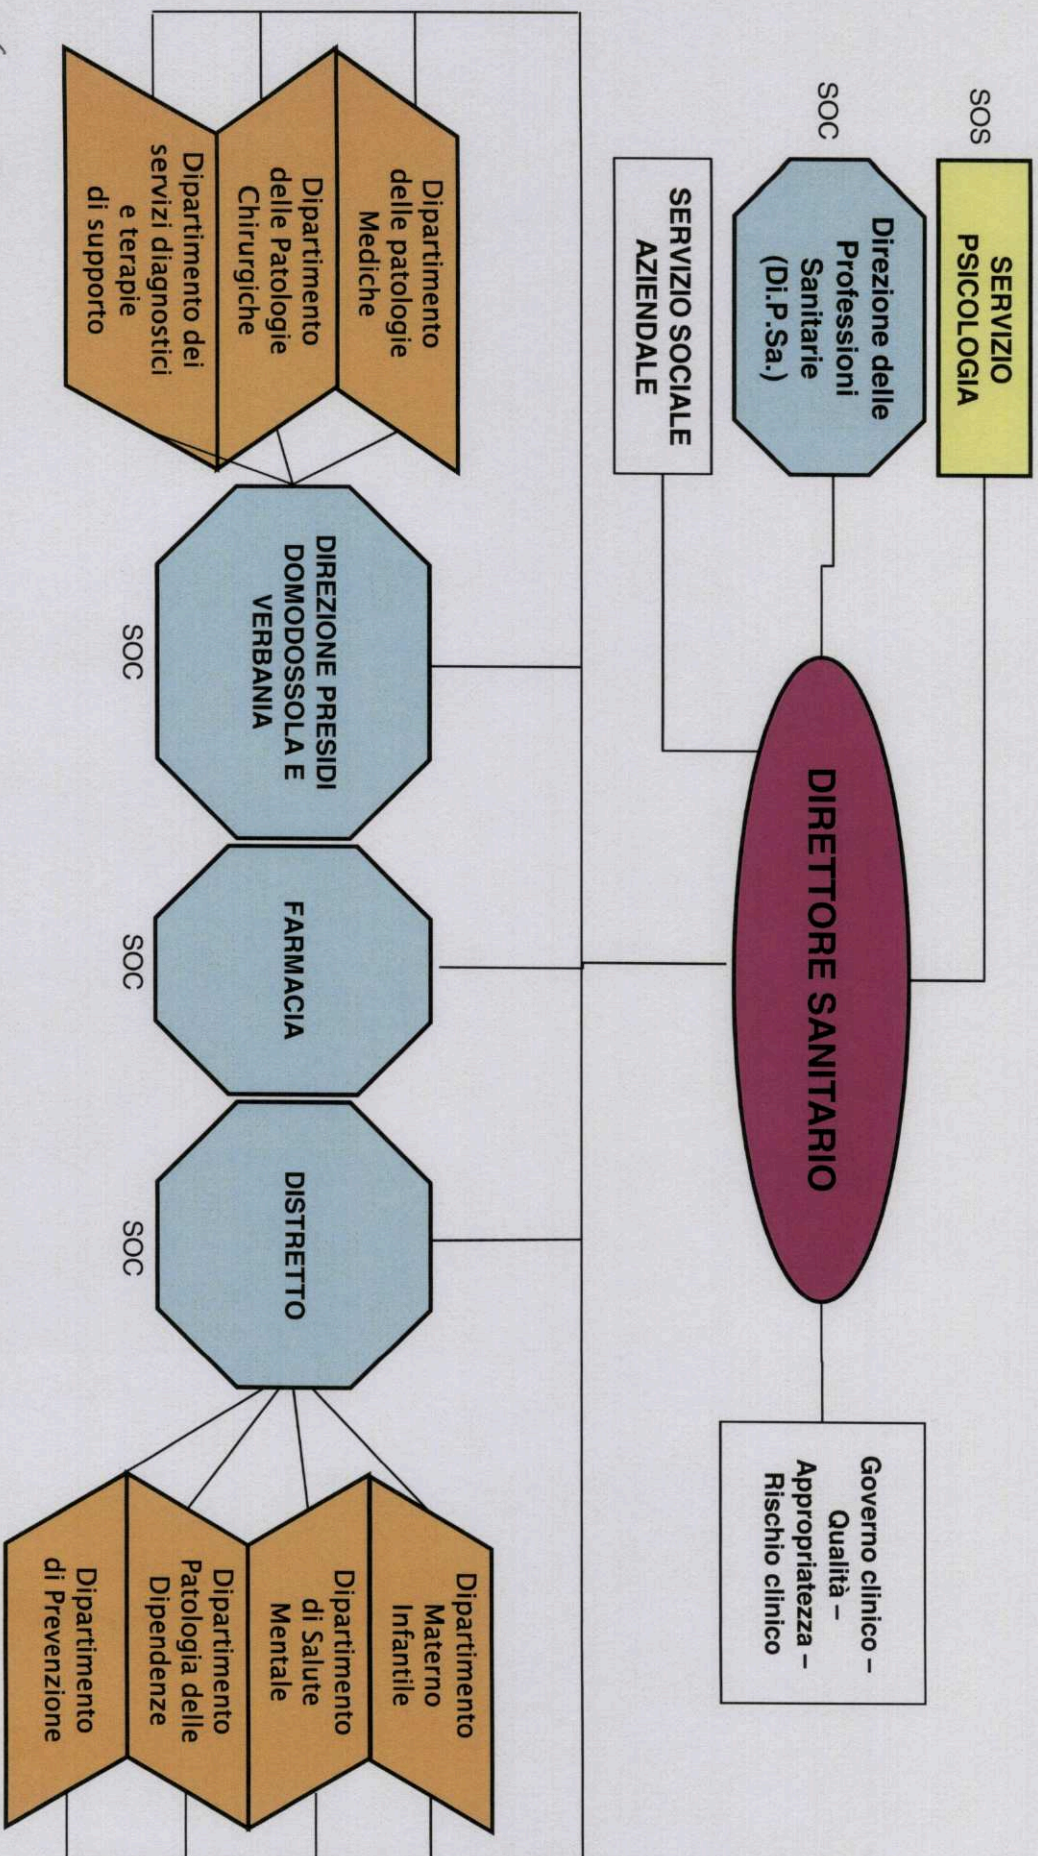 SOS
SERVIZIO
PSICOLOGIA
SOC
Direzione delle
Professioni
Sanitarie
(Di.P.Sa.)
SERVIZIO SOCIALE
AZIENDALE
DIRETTORE SANITARIO
Governo clinico –
Qualità –
Appropriatezza –
Rischio clinico
Dipartimento
delle patologie
Mediche
Dipartimento
delle Patologie
Chirurgiche
Dipartimento dei
servizi diagnostici
e terapie
di supporto
DIREZIONE PRESIDI
DOMODOSSOLA E
VERBANIA
SOC
FARMACIA
SOC
DISTRETTO
SOC
Dipartimento
Materno
Infantile
Dipartimento
di Salute
Mentale
Dipartimento
Patologia delle
Dipendenze
Dipartimento
di Prevenzione